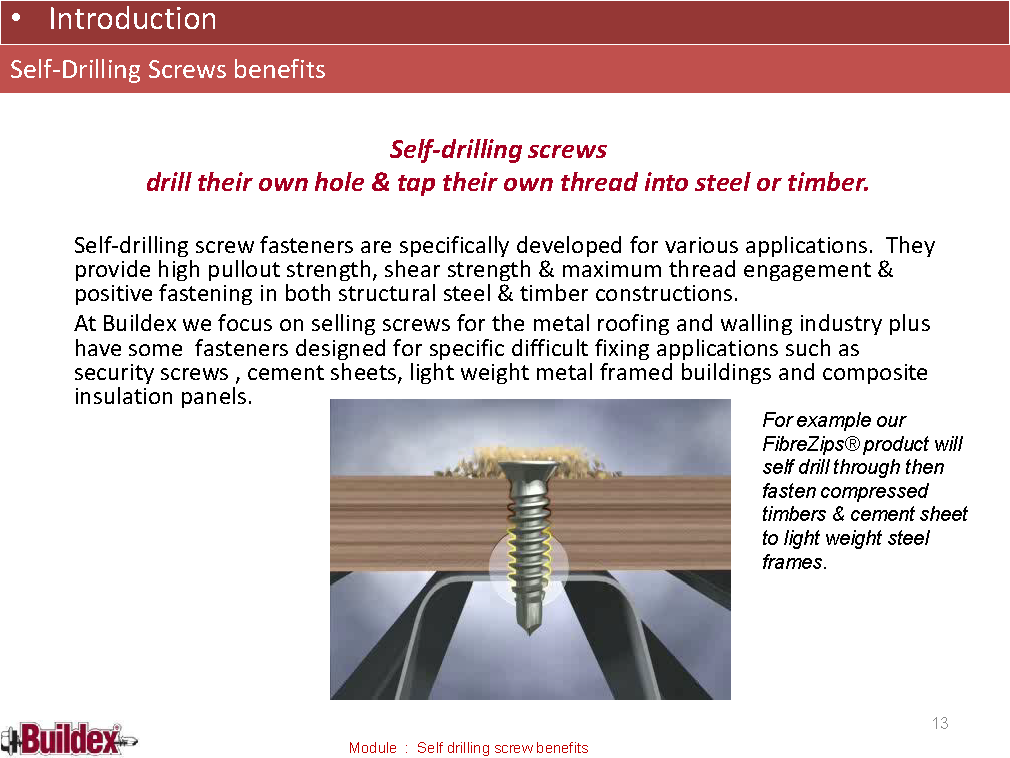 • Introduction
Self-Drilling Screws benefits
Self-drilling screws
drill their own hole & tap their own thread into steel or timber.
Self-drilling screw fasteners are specifically developed for various applications.  They
provide high pullout strength, shear strength & maximum thread engagement &
positive fastening in both structural steel & timber constructions.
At Buildex we focus on selling screws for the metal roofing and walling industry plus
have some  fasteners designed for specific difficult fixing applications such as
security screws , cement sheets, light weight metal framed buildings and composite
insulation panels.
For example our
FibreZips® product will
self drill through then
fasten compressed
timbers & cement sheet
to light weight steel
frames.
13
Buildex
Module  :  Self drilling screw benefits